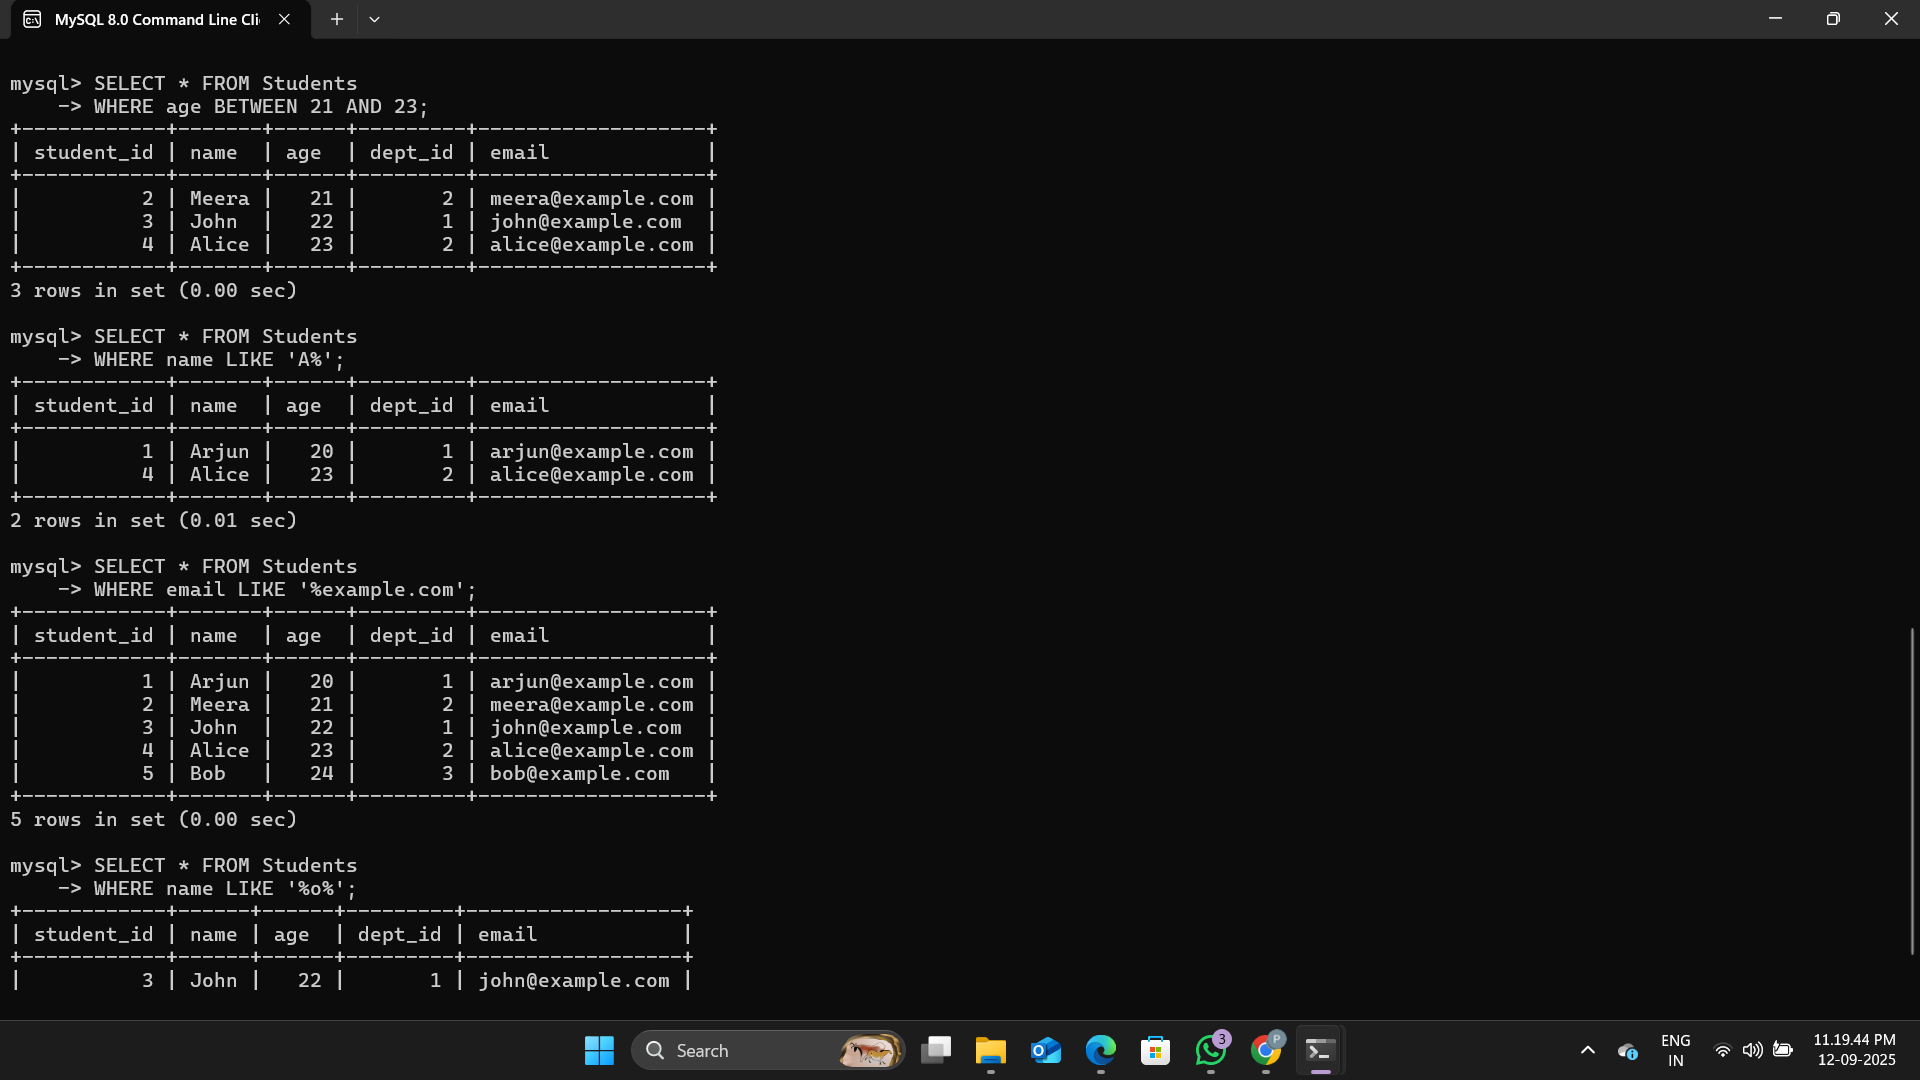 MySQL 8.0 Command Line Cli
mysql> SELECT * FROM Students
    -> WHERE age BETWEEN 21 AND 23;
+------------+-------+------+---------+-------------------+
| student_id | name  | age  | dept_id | email             |
+------------+-------+------+---------+-------------------+
|          2 | Meera |   21 |       2 | meera@example.com |
|          3 | John  |   22 |       1 | john@example.com  |
|          4 | Alice |   23 |       2 | alice@example.com |
+------------+-------+------+---------+-------------------+
3 rows in set (0.00 sec)
mysql> SELECT * FROM Students
    -> WHERE name LIKE 'A%';
+------------+-------+------+---------+-------------------+
| student_id | name  | age  | dept_id | email             |
+------------+-------+------+---------+-------------------+
|          1 | Arjun |   20 |       1 | arjun@example.com |
|          4 | Alice |   23 |       2 | alice@example.com |
+------------+-------+------+---------+-------------------+
2 rows in set (0.01 sec)
mysql> SELECT * FROM Students
    -> WHERE email LIKE '%example.com';
+------------+-------+------+---------+-------------------+
| student_id | name  | age  | dept_id | email             |
+------------+-------+------+---------+-------------------+
|          1 | Arjun |   20 |       1 | arjun@example.com |
|          2 | Meera |   21 |       2 | meera@example.com |
|          3 | John  |   22 |       1 | john@example.com  |
|          4 | Alice |   23 |       2 | alice@example.com |
|          5 | Bob   |   24 |       3 | bob@example.com   |
+------------+-------+------+---------+-------------------+
5 rows in set (0.00 sec)
mysql> SELECT * FROM Students
    -> WHERE name LIKE '%o%';
+------------+------+------+---------+------------------+
| student_id | name | age  | dept_id | email            |
+------------+------+------+---------+------------------+
|          3 | John |   22 |       1 | john@example.com |
Search
3
P
ENG
IN
11.19.44 PM
12-09-2025